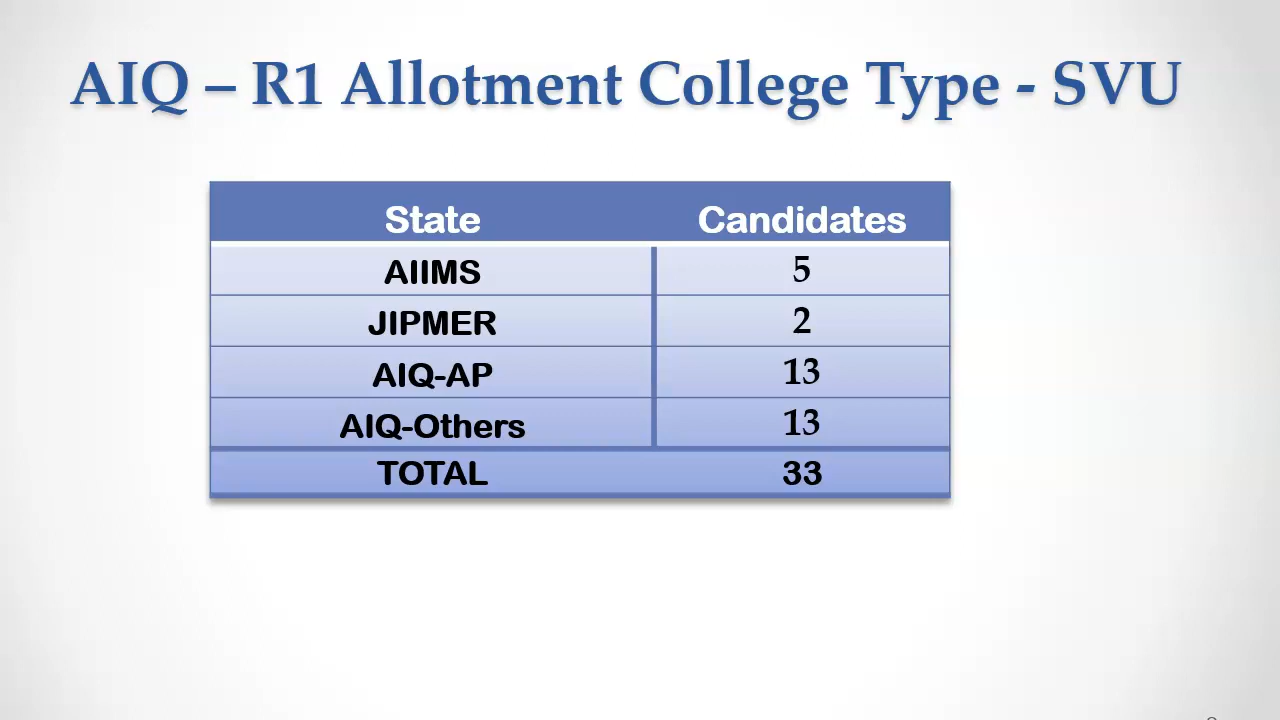 AIQ – R1 Allotment College Type - SVU
State Candidates
AIIMS 5
JIPMER 2
AIQ-AP 13
AIQ-Others 13
TOTAL 33